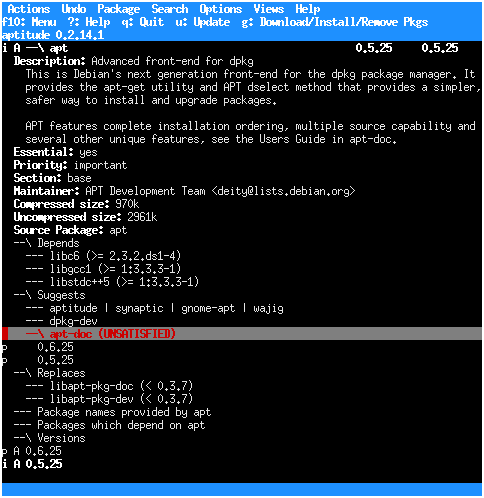 Actions Undo Package Search Options Views Help
f10: Menu ?: Help q: Quit u: Update g: Download/Install/Remove Pkgs
aptitude 0.2.14.1
i A --\ apt 0.5.25 0.5.25
Description: Advanced front-end for dpkg
This is Debian's next generation front-end for the dpkg package manager. It
provides the apt-get utility and APT dselect method that provides a simpler,
safer way to install and upgrade packages.
APT features complete installation ordering, multiple source capability and
several other unique features, see the Users Guide in apt-doc.
Essential: yes
Priority: important
Section: base
Maintainer: APT Development Team <deity@lists.debian.org>
Compressed size: 970k
Uncompressed size: 2961k
Source Package: apt
--\ Depends
--- libc6 (>= 2.3.2.ds1-4)
--- libgcc1 (>= 1:3.3.3-1)
--- libstdc++5 (>= 1:3.3.3-1)
--\ Suggests
--- aptitude | synaptic | gnome-apt | wajig
--- dpkg-dev
--\ apt-doc (UNSATISFIED)
p 0.6.25
p 0.5.25
--\ Replaces
--- libapt-pkg-doc (< 0.3.7)
--- libapt-pkg-dev (< 0.3.7)
--- Package names provided by apt
--- Packages which depend on apt
--\ Versions
p A 0.6.25
i A 0.5.25